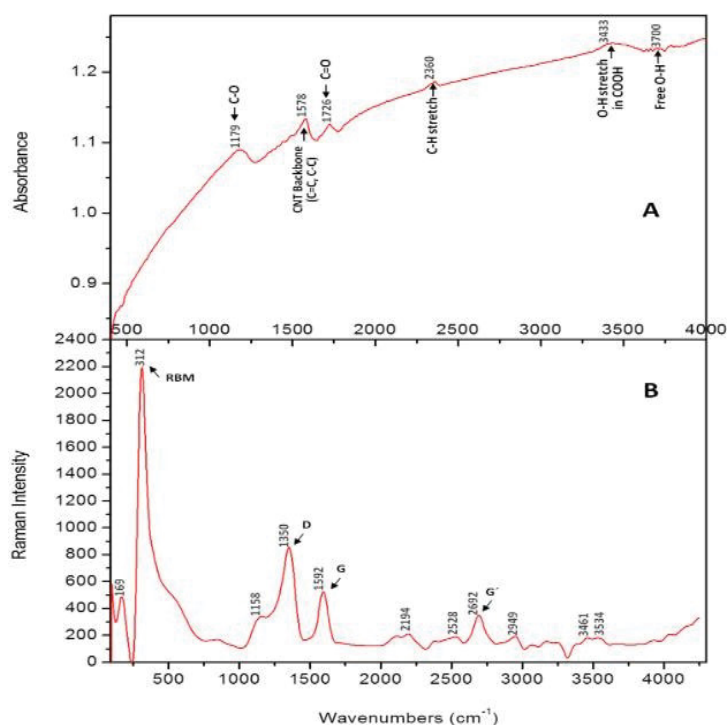 3433
O-H stretch
in COOH
3700
Free O-H
2360
C-H stretch
C=O
1726
1578
CNT Backbone
(C=C, C-C)
C-O
1179
1.2
1.1
1.0
0.9
Absorbance
A
500 1000 1500 2000 2500 3000 3500 4000
2400
2200
2000
1800
1600
1400
1200
1000
800
600
400
200
0
Raman Intensity
B
312
RBM
169
1158
1350
D
1592
G
2194
2528
2692
G´
2949
3461
3534
500 1000 1500 2000 2500 3000 3500 4000
Wavenumbers (cm⁻¹)